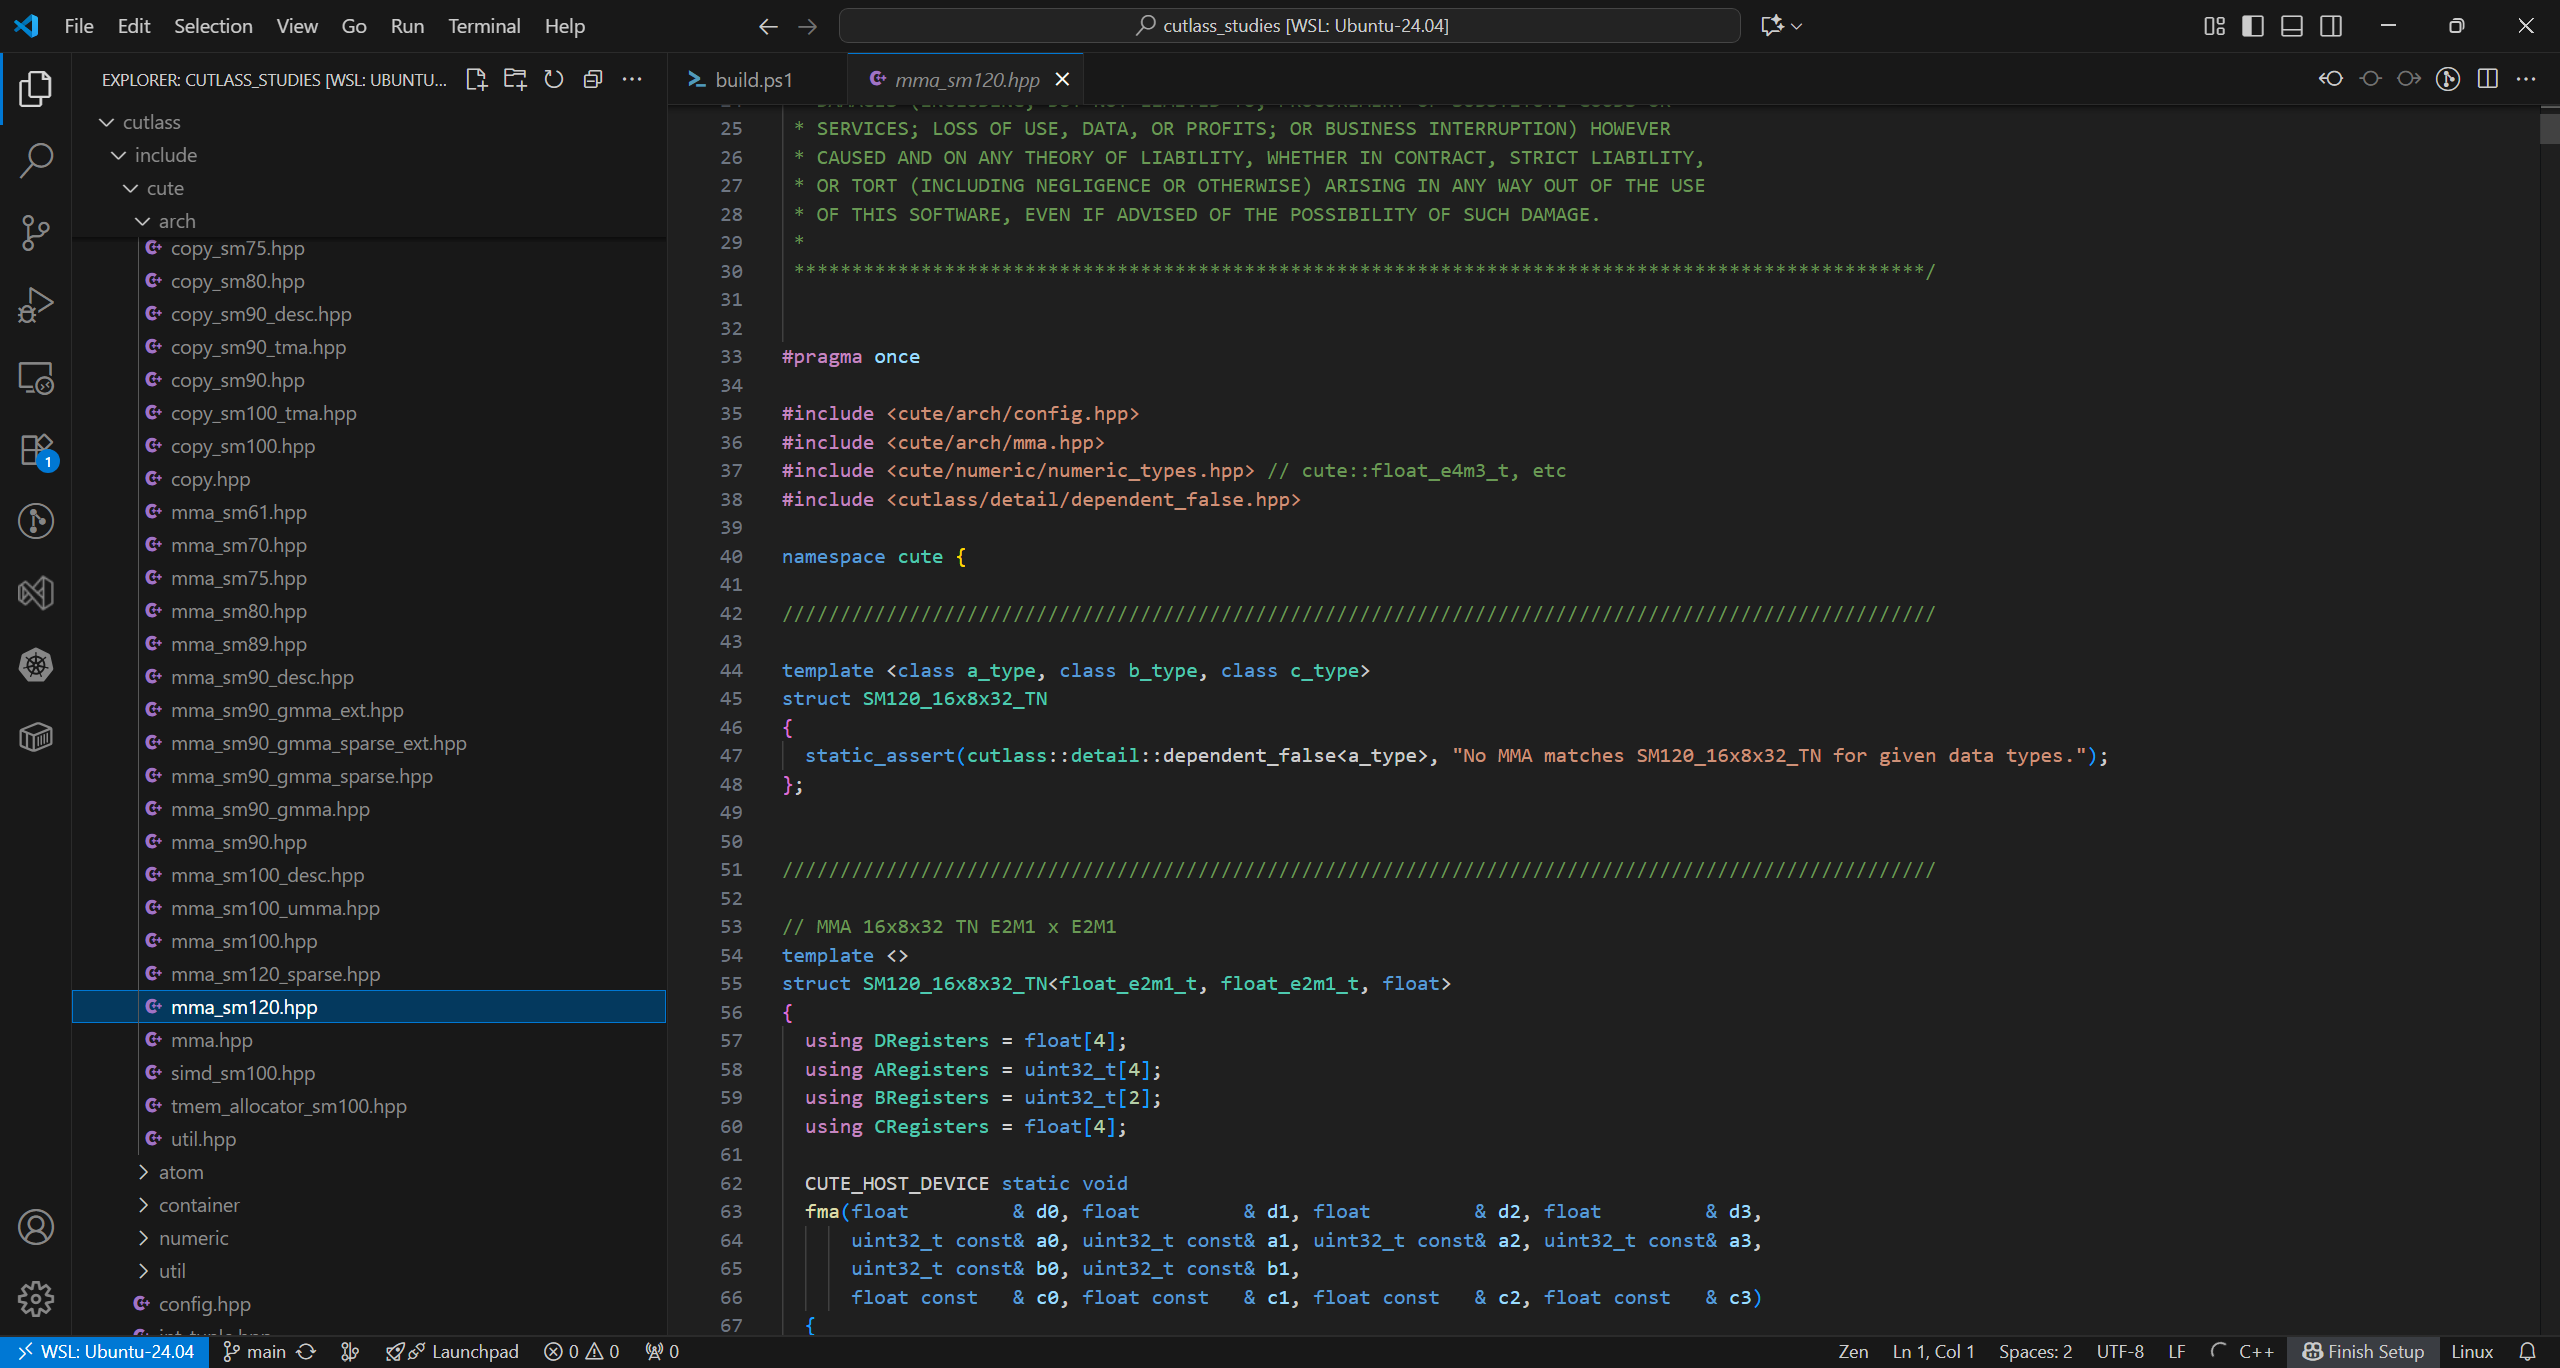 File Edit Selection View Go Run Terminal Help
cutlass_studies [WSL: Ubuntu-24.04]
EXPLORER: CUTLASS_STUDIES [WSL: UBUNTU...
cutlass
include
cute
arch
copy_sm75.hpp
copy_sm80.hpp
copy_sm90_desc.hpp
copy_sm90_tma.hpp
copy_sm90.hpp
copy_sm100_tma.hpp
copy_sm100.hpp
copy.hpp
mma_sm61.hpp
mma_sm70.hpp
mma_sm75.hpp
mma_sm80.hpp
mma_sm89.hpp
mma_sm90_desc.hpp
mma_sm90_gmma_ext.hpp
mma_sm90_gmma_sparse_ext.hpp
mma_sm90_gmma_sparse.hpp
mma_sm90_gmma.hpp
mma_sm90.hpp
mma_sm100_desc.hpp
mma_sm100_umma.hpp
mma_sm100.hpp
mma_sm120_sparse.hpp
mma_sm120.hpp
mma.hpp
simd_sm100.hpp
tmem_allocator_sm100.hpp
util.hpp
atom
container
numeric
util
config.hpp
1
build.ps1
mma_sm120.hpp
25 * SERVICES; LOSS OF USE, DATA, OR PROFITS; OR BUSINESS INTERRUPTION) HOWEVER
26 * CAUSED AND ON ANY THEORY OF LIABILITY, WHETHER IN CONTRACT, STRICT LIABILITY,
27 * OR TORT (INCLUDING NEGLIGENCE OR OTHERWISE) ARISING IN ANY WAY OUT OF THE USE
28 * OF THIS SOFTWARE, EVEN IF ADVISED OF THE POSSIBILITY OF SUCH DAMAGE.
29 *
30 **************************************************************************************************/
31
32
33 #pragma once
34
35 #include <cute/arch/config.hpp>
36 #include <cute/arch/mma.hpp>
37 #include <cute/numeric/numeric_types.hpp> // cute::float_e4m3_t, etc
38 #include <cutlass/detail/dependent_false.hpp>
39
40 namespace cute {
41
42 ////////////////////////////////////////////////////////////////////////////////////////////////////
43
44 template <class a_type, class b_type, class c_type>
45 struct SM120_16x8x32_TN
46 {
47 static_assert(cutlass::detail::dependent_false<a_type>, "No MMA matches SM120_16x8x32_TN for given data types.");
48 };
49
50
51 ////////////////////////////////////////////////////////////////////////////////////////////////////
52
53 // MMA 16x8x32 TN E2M1 x E2M1
54 template <>
55 struct SM120_16x8x32_TN<float_e2m1_t, float_e2m1_t, float>
56 {
57 using DRegisters = float[4];
58 using ARegisters = uint32_t[4];
59 using BRegisters = uint32_t[2];
60 using CRegisters = float[4];
61
62 CUTE_HOST_DEVICE static void
63 fma(float & d0, float & d1, float & d2, float & d3,
64 uint32_t const& a0, uint32_t const& a1, uint32_t const& a2, uint32_t const& a3,
65 uint32_t const& b0, uint32_t const& b1,
66 float const & c0, float const & c1, float const & c2, float const & c3)
67 {
WSL: Ubuntu-24.04 main Launchpad 0 0 0 Zen Ln 1, Col 1 Spaces: 2 UTF-8 LF C++ Finish Setup Linux